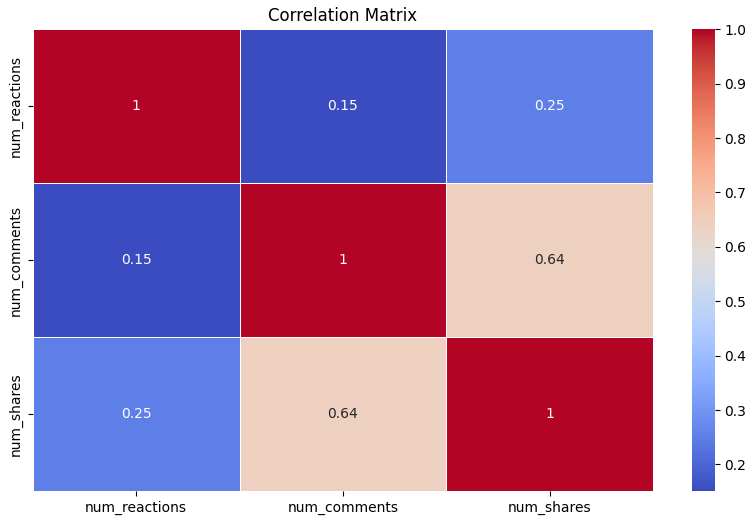 Correlation Matrix
num_reactions
1
0.15
0.25
num_comments
0.15
1
0.64
num_shares
0.25
0.64
1
num_reactions
num_comments
num_shares
1.0
0.9
0.8
0.7
0.6
0.5
0.4
0.3
0.2